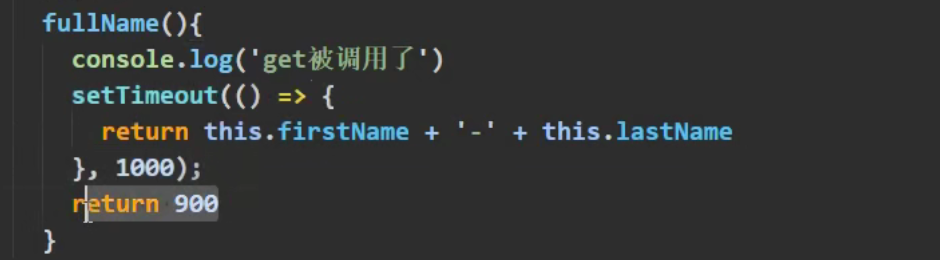 fullName(){
console.log('get被调用了')
setTimeout(() => {
return this.firstName + '-' + this.lastName
}, 1000);
return 900
}